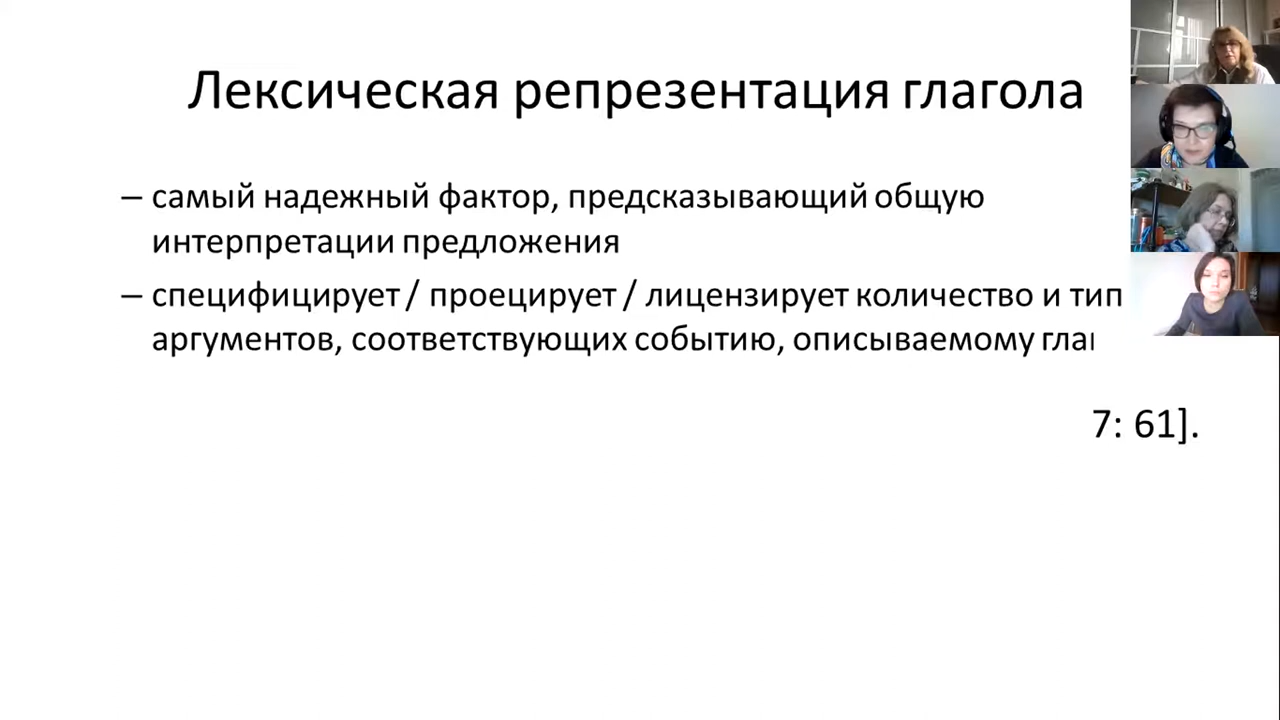 Лексическая репрезентация глагола
– самый надежный фактор, предсказывающий общую
интерпретации предложения
– специфицирует / проецирует / лицензирует количество и тип
аргументов, соответствующих событию, описываемому
7: 61].